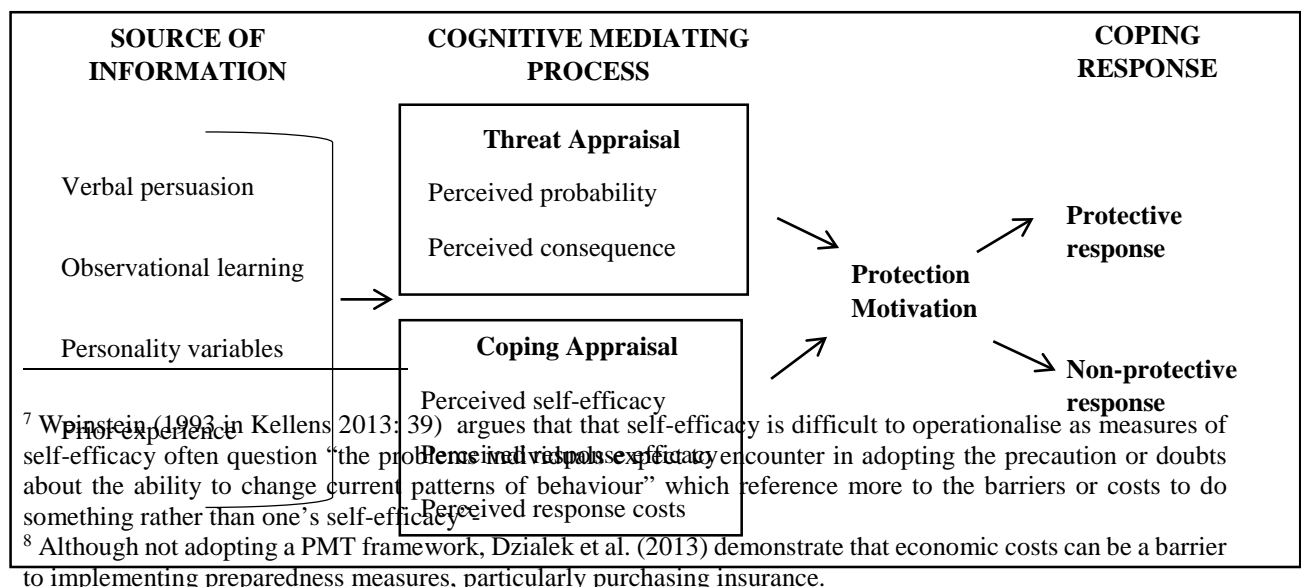 SOURCE OF INFORMATION
COGNITIVE MEDIATING PROCESS
COPING RESPONSE
Verbal persuasion
Observational learning
Personality variables
Prior experience
Threat Appraisal
Perceived probability
Perceived consequence
Coping Appraisal
Perceived self-efficacy
Perceived response efficacy
Perceived response costs
Protection
Motivation
Protective
response
Non-protective
response
7 Weinstein (1993 in Kellens 2013: 39) argues that that self-efficacy is difficult to operationalise as measures of
self-efficacy often question “the problems individuals expect to encounter in adopting the precaution or doubts
about the ability to change current patterns of behaviour” which reference more to the barriers or costs to do
something rather than one’s self-efficacy”.
8 Although not adopting a PMT framework, Dzialek et al. (2013) demonstrate that economic costs can be a barrier
to implementing preparedness measures, particularly purchasing insurance.